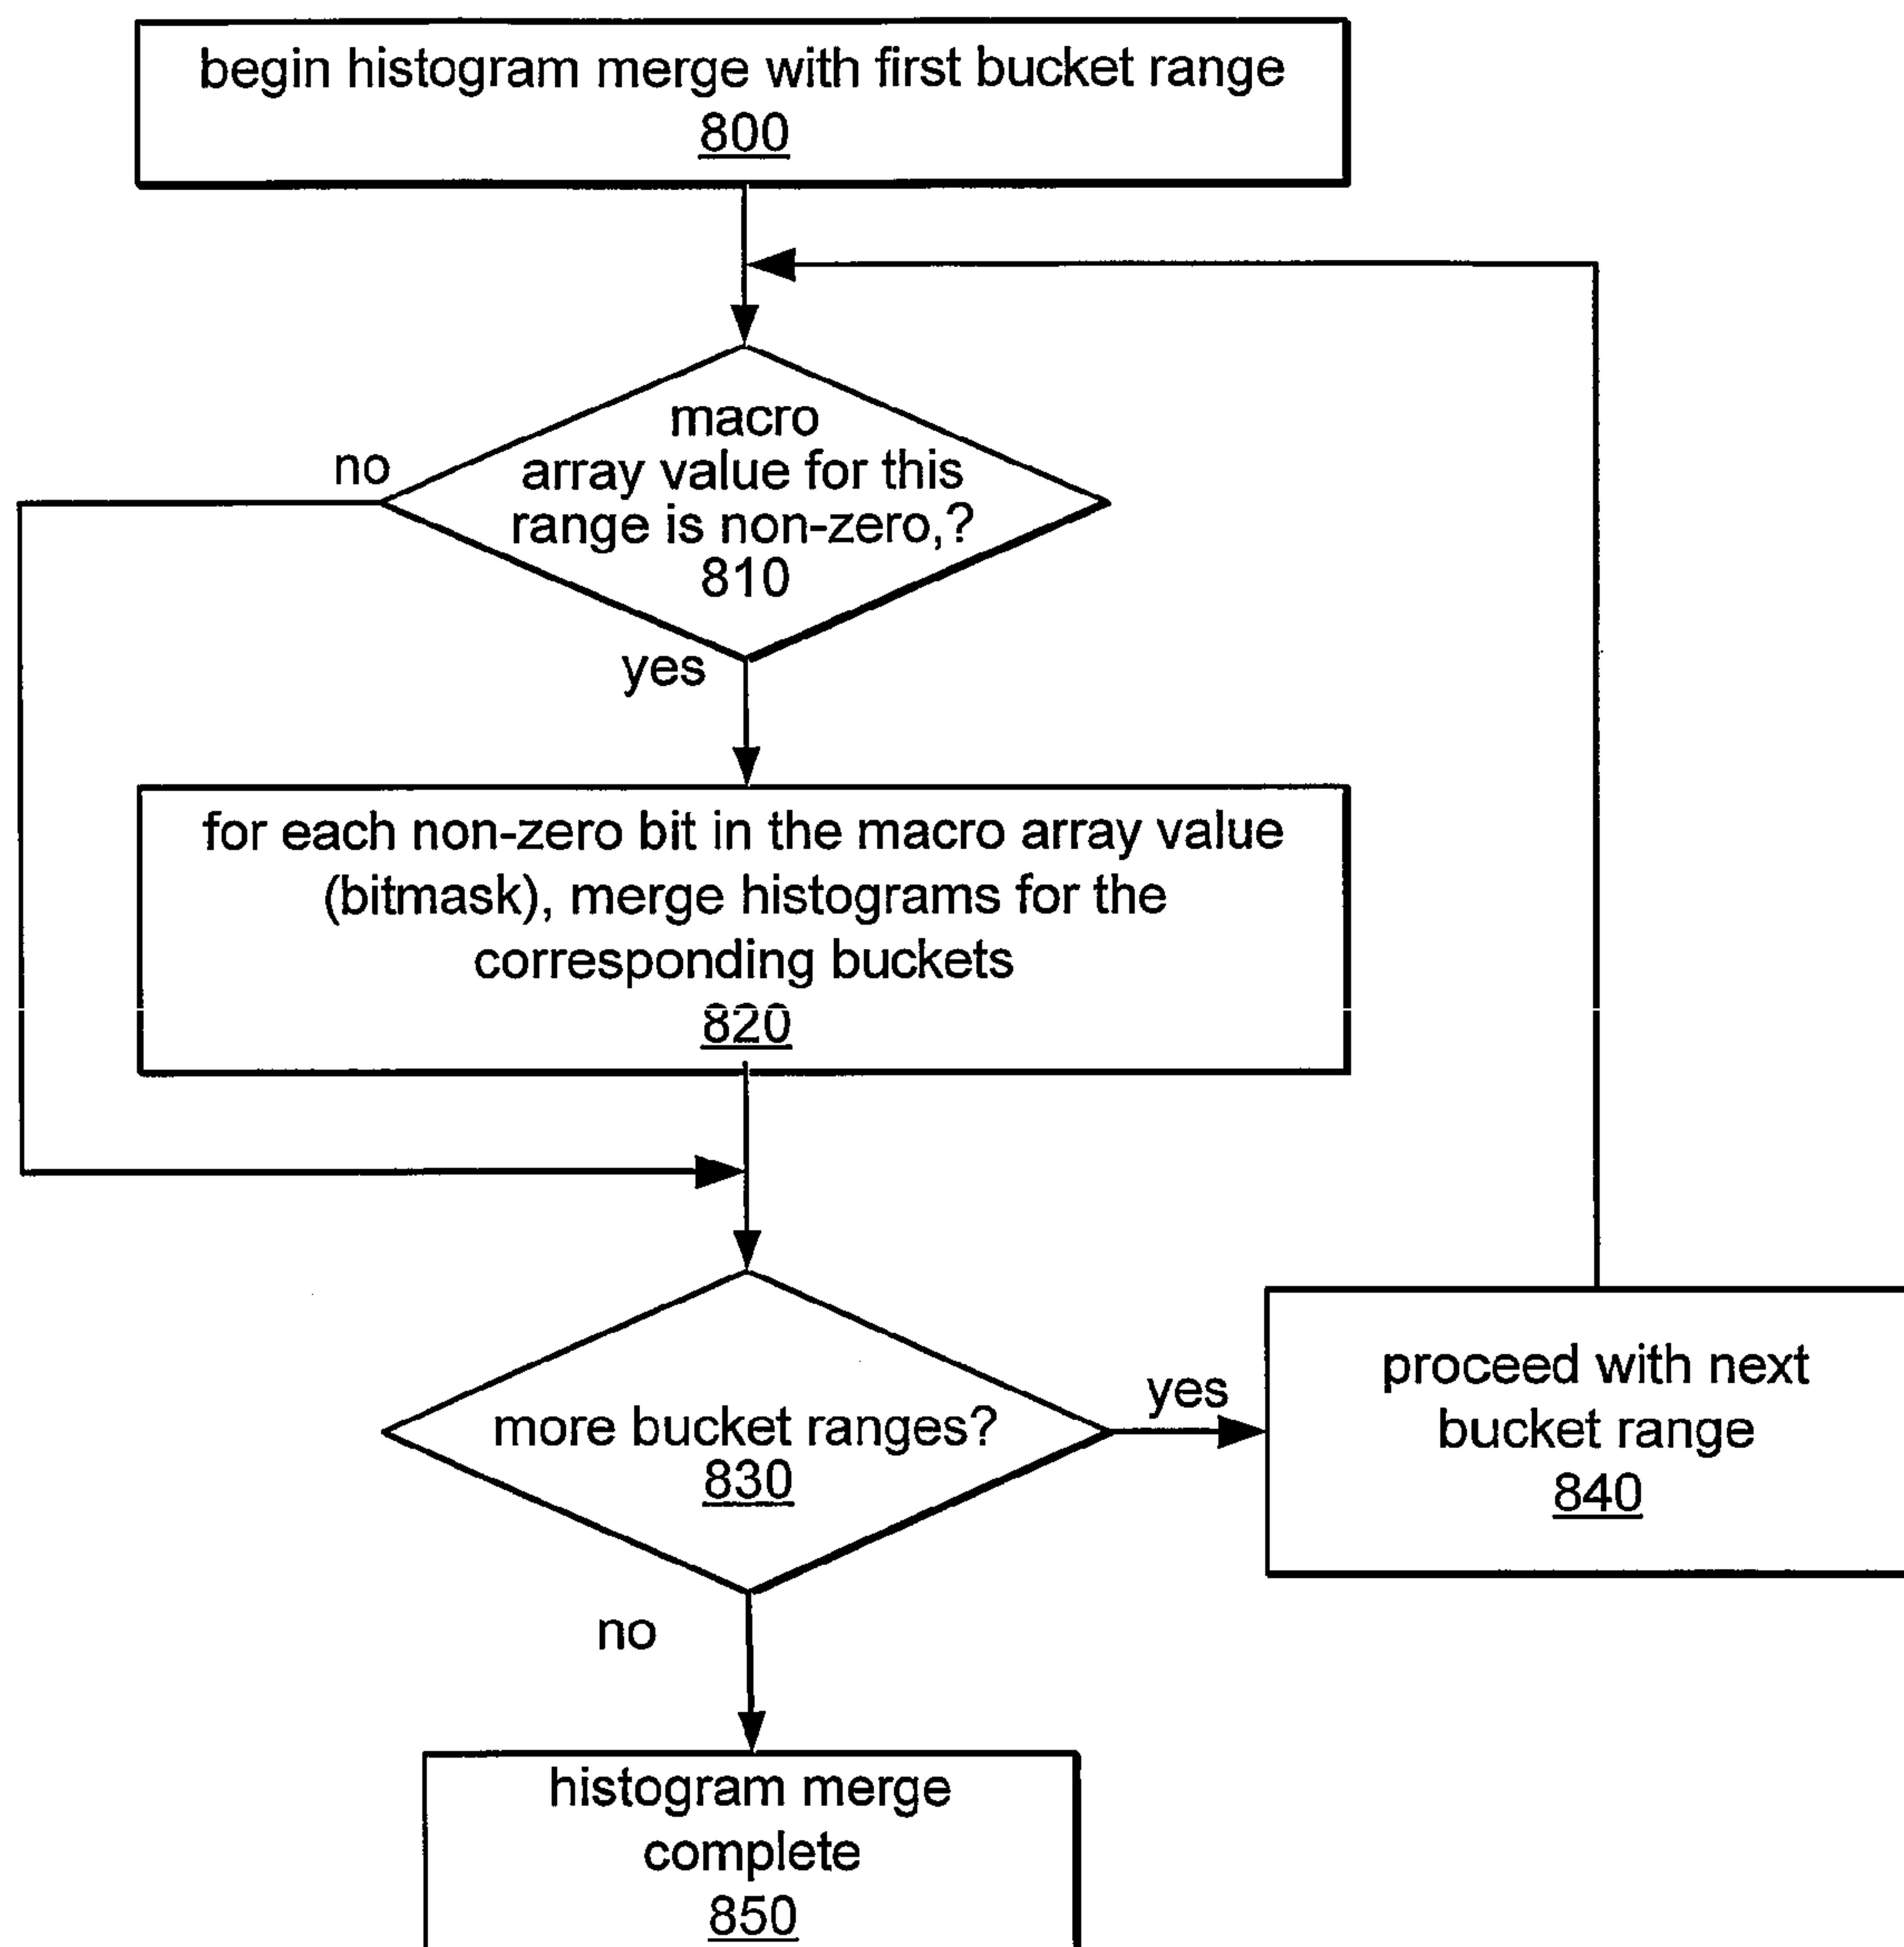 begin histogram merge with first bucket range
800
macro
array value for this
range is non-zero,?
810
no
yes
for each non-zero bit in the macro array value
(bitmask), merge histograms for the
corresponding buckets
820
more bucket ranges?
830
yes
proceed with next
bucket range
840
no
histogram merge
complete
850